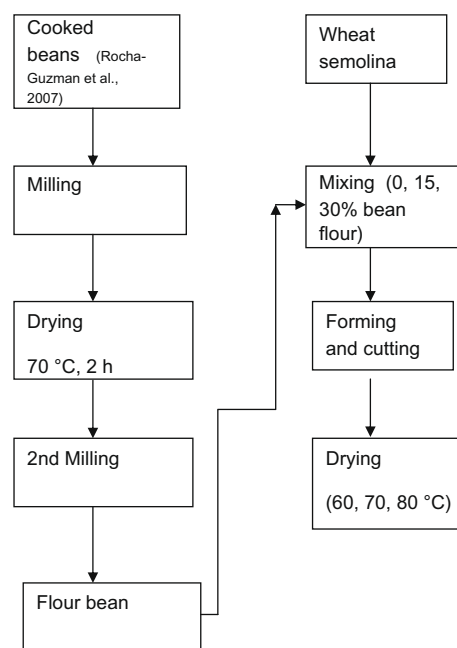 Cooked
beans (Rocha-
Guzman et al.,
2007)
Milling
Drying
70 °C, 2 h
2nd Milling
Flour bean
Wheat
semolina
Mixing (0, 15,
30% bean
flour)
Forming
and cutting
Drying
(60, 70, 80 °C)